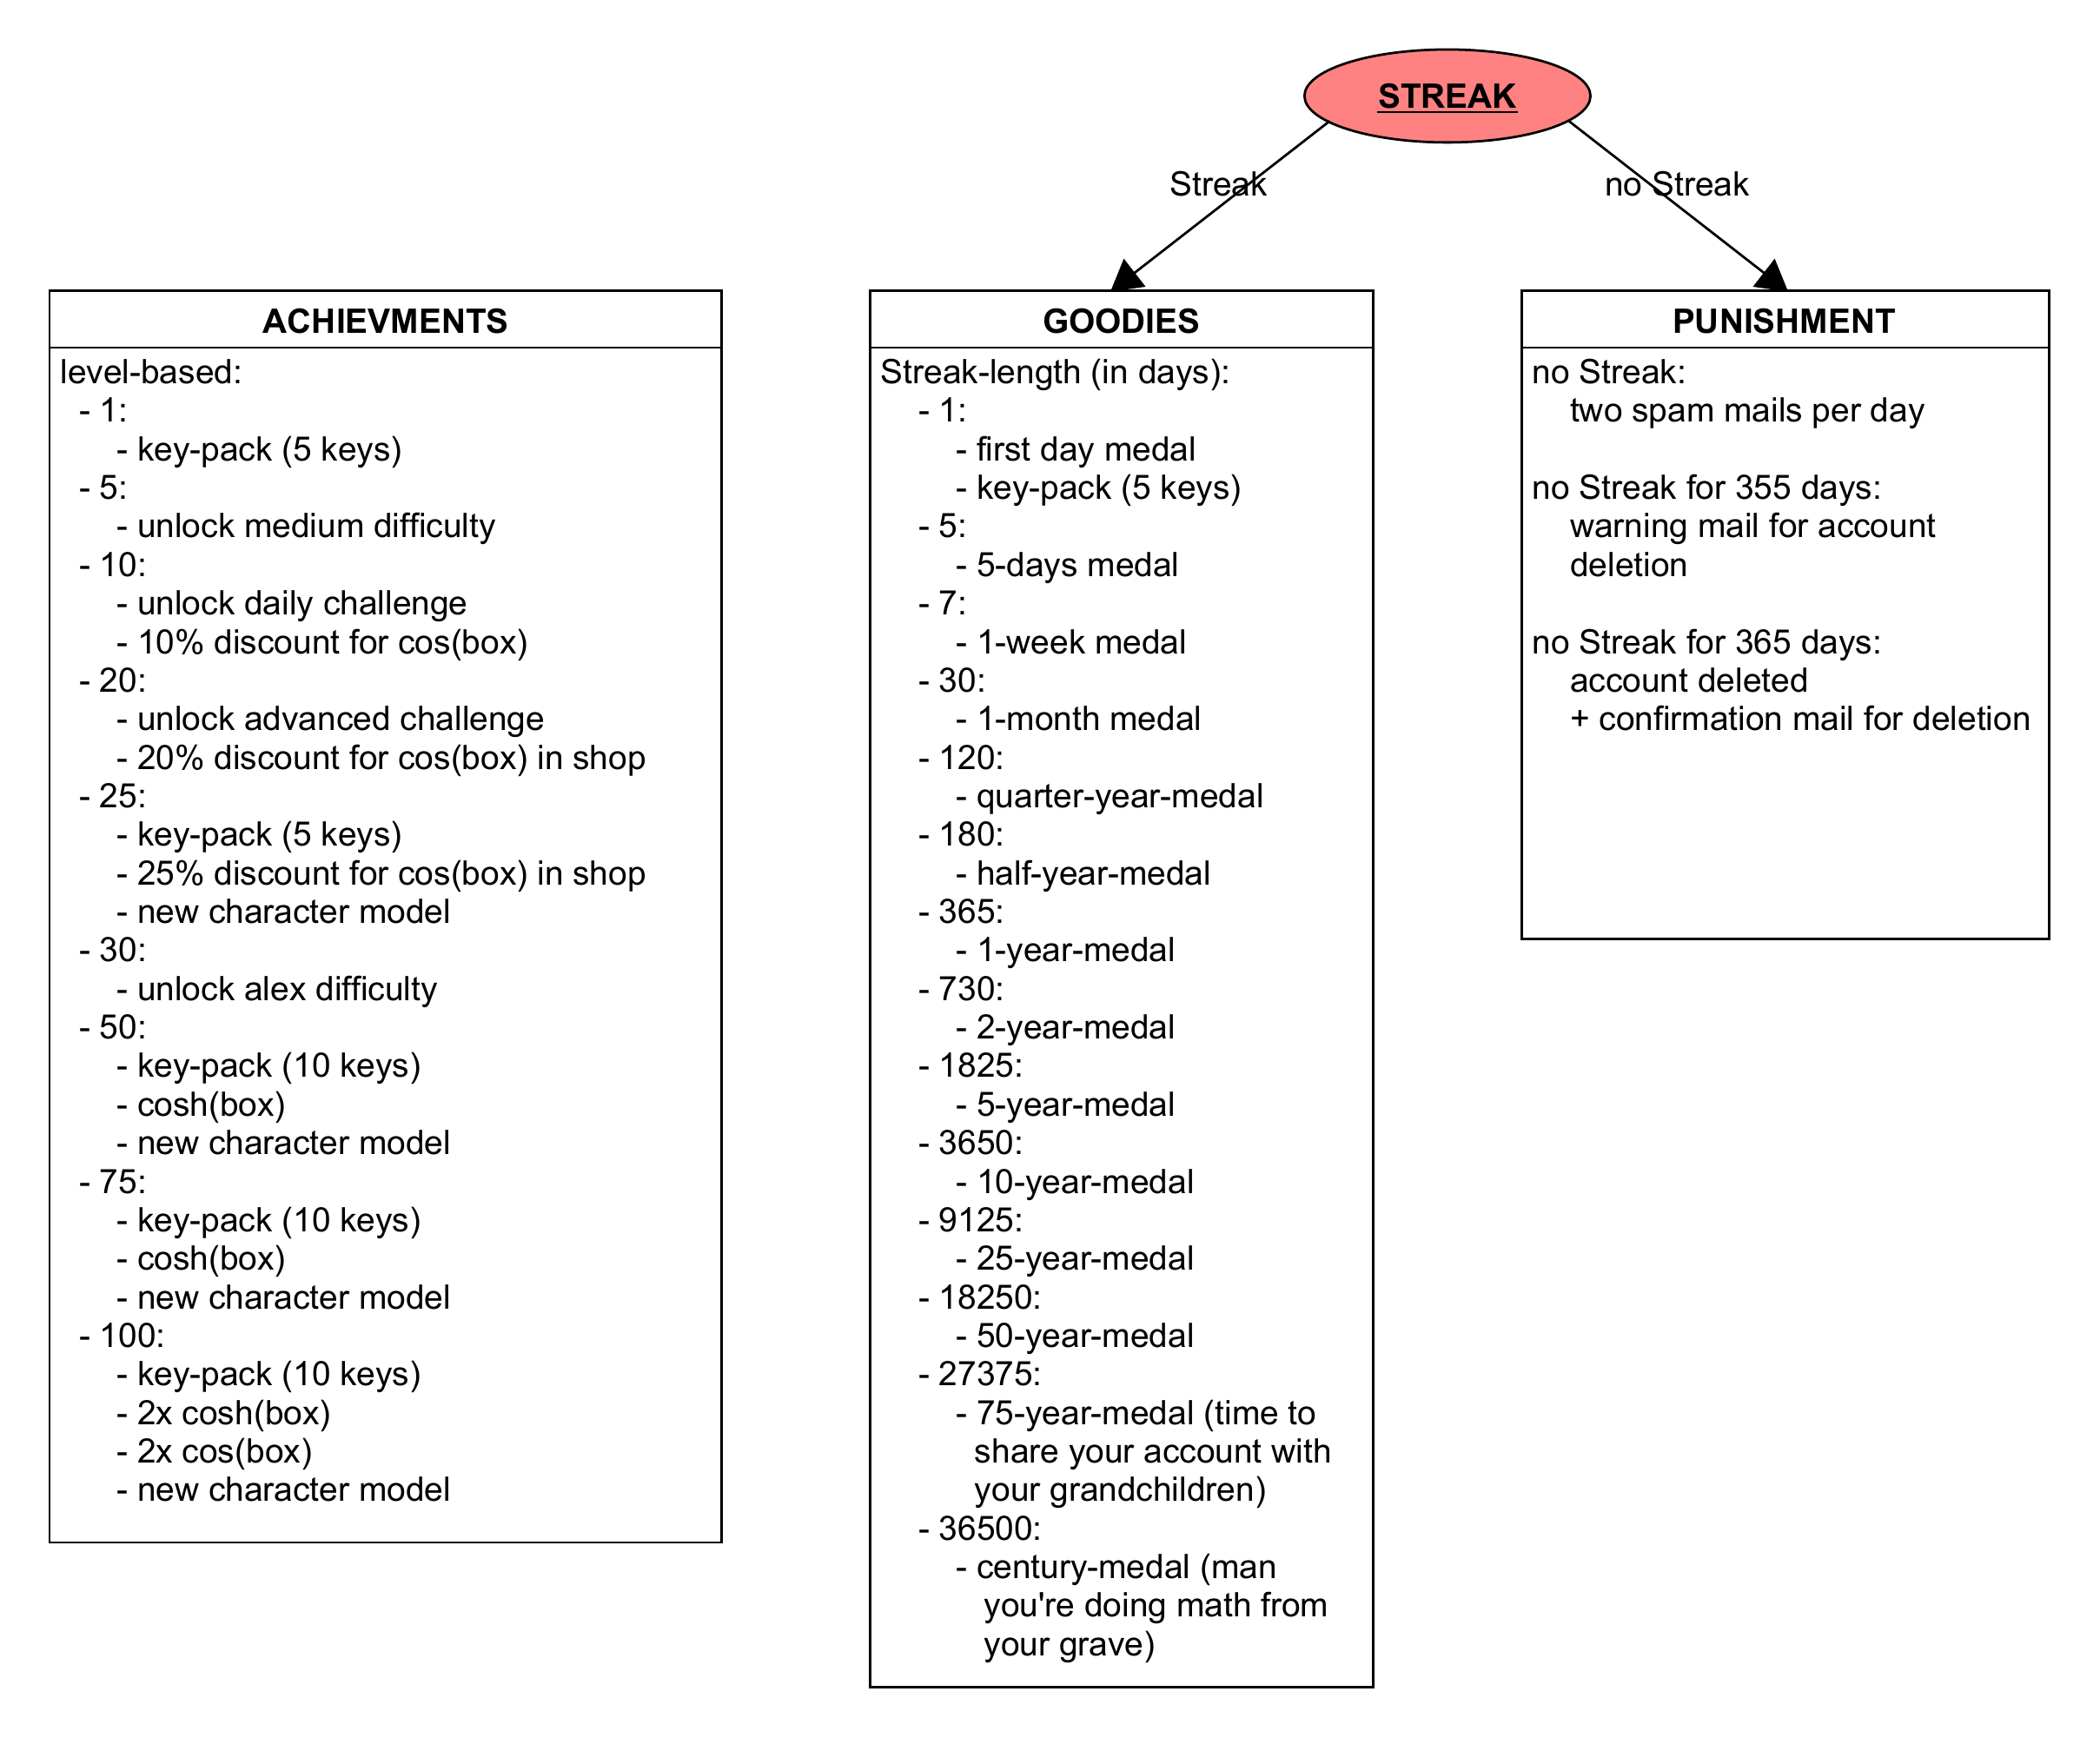 STREAK
Streak
no Streak
ACHIEVMENTS
level-based:
- 1:
- key-pack (5 keys)
- 5:
- unlock medium difficulty
- 10:
- unlock daily challenge
- 10% discount for cos(box)
- 20:
- unlock advanced challenge
- 20% discount for cos(box) in shop
- 25:
- key-pack (5 keys)
- 25% discount for cos(box) in shop
- new character model
- 30:
- unlock alex difficulty
- 50:
- key-pack (10 keys)
- cosh(box)
- new character model
- 75:
- key-pack (10 keys)
- cosh(box)
- new character model
- 100:
- key-pack (10 keys)
- 2x cosh(box)
- 2x cos(box)
- new character model
GOODIES
Streak-length (in days):
- 1:
- first day medal
- key-pack (5 keys)
- 5:
- 5-days medal
- 7:
- 1-week medal
- 30:
- 1-month medal
- 120:
- quarter-year-medal
- 180:
- half-year-medal
- 365:
- 1-year-medal
- 730:
- 2-year-medal
- 1825:
- 5-year-medal
- 3650:
- 10-year-medal
- 9125:
- 25-year-medal
- 18250:
- 50-year-medal
- 27375:
- 75-year-medal (time to
share your account with
your grandchildren)
- 36500:
- century-medal (man
you're doing math from
your grave)
PUNISHMENT
no Streak:
two spam mails per day
no Streak for 355 days:
warning mail for account
deletion
no Streak for 365 days:
account deleted
+ confirmation mail for deletion